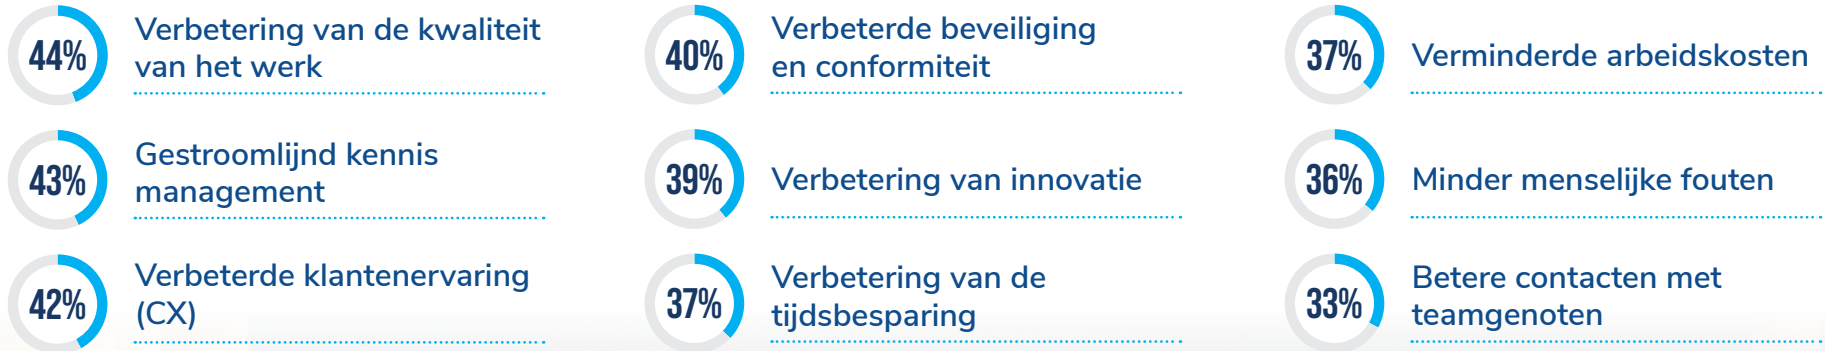 44%
Verbetering van de kwaliteit
van het werk
43%
Gestroomlijnd kennis
management
42%
Verbeterde klantenervaring
(CX)
40%
Verbeterde beveiliging
en conformiteit
39%
Verbetering van innovatie
37%
Verbetering van de
tijdsbesparing
37%
Verminderde arbeidskosten
36%
Minder menselijke fouten
33%
Betere contacten met
teamgenoten